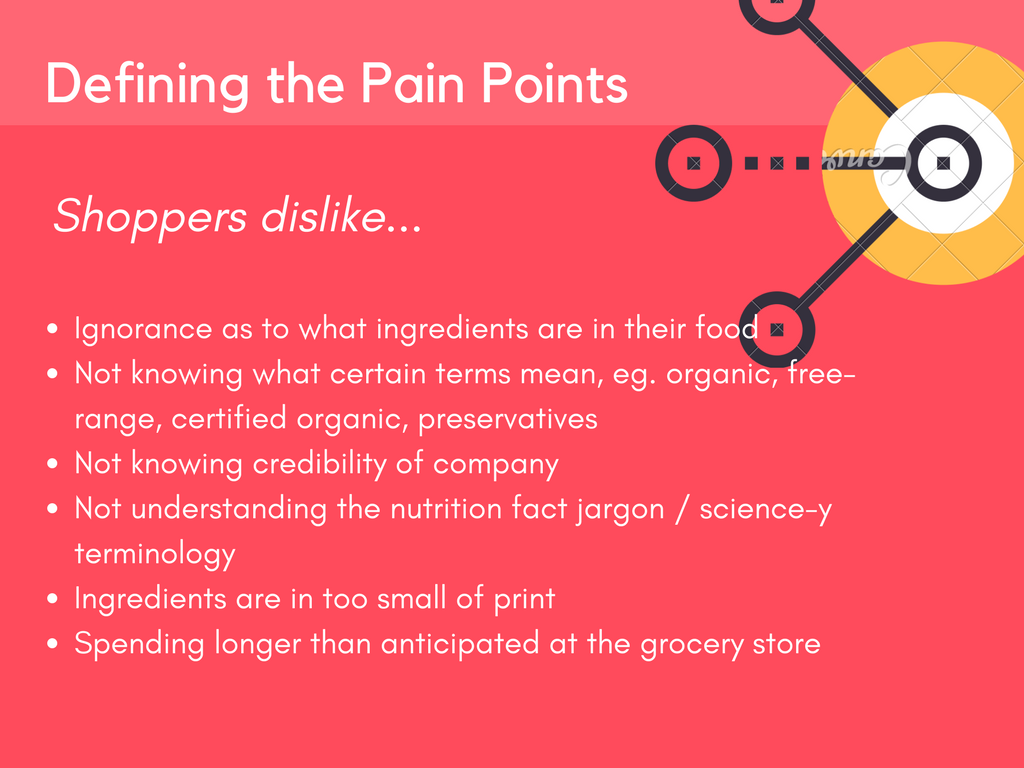 Defining the Pain Points
Shoppers dislike...
• Ignorance as to what ingredients are in their food
• Not knowing what certain terms mean, eg. organic, free-
range, certified organic, preservatives
• Not knowing credibility of company
• Not understanding the nutrition fact jargon / science-y
terminology
• Ingredients are in too small of print
• Spending longer than anticipated at the grocery store